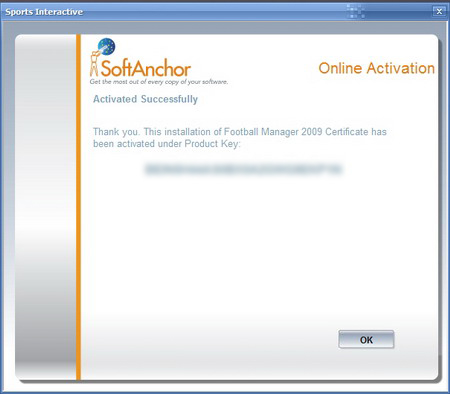 Sports Interactive
SoftAnchor
Get the most out of every copy of your software.
Online Activation
Activated Successfully
Thank you. This installation of Football Manager 2009 Certificate has
been activated under Product Key:
OK